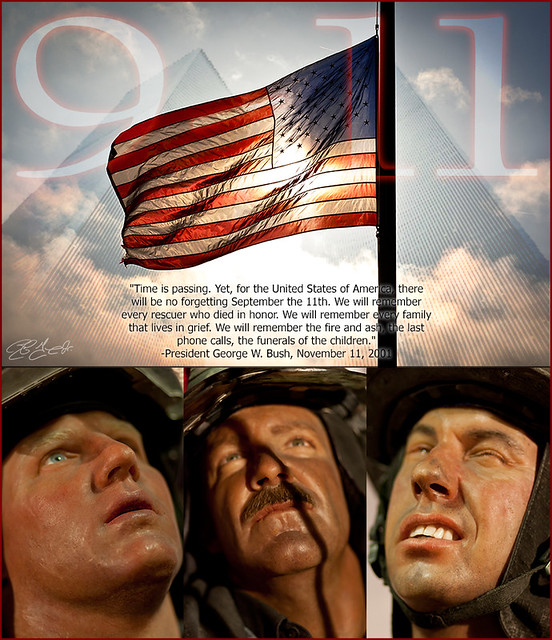 9 11
"Time is passing. Yet, for the United States of America, there
will be no forgetting September the 11th. We will remember
every rescuer who died in honor. We will remember every family
that lives in grief. We will remember the fire and ash, the last
phone calls, the funerals of the children."
-President George W. Bush, November 11, 2001